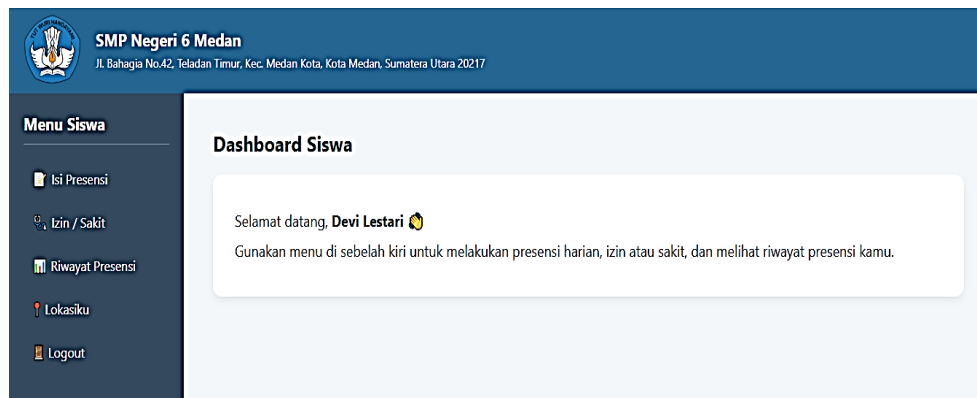 SMP Negeri 6 Medan
Jl. Bahagia No.42, Teladan Timur, Kec. Medan Kota, Kota Medan, Sumatera Utara 20217
Menu Siswa
Isi Presensi
Izin / Sakit
Riwayat Presensi
Lokasiku
Logout
Dashboard Siswa
Selamat datang, Devi Lestari 👏
Gunakan menu di sebelah kiri untuk melakukan presensi harian, izin atau sakit, dan melihat riwayat presensi kamu.